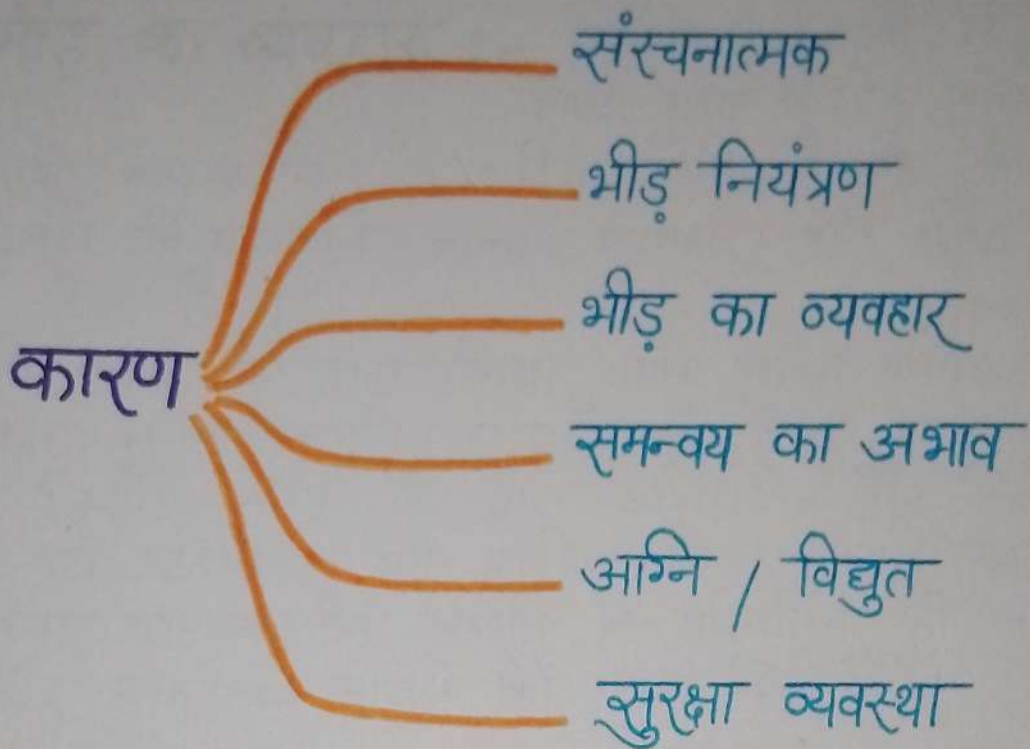 संरचनात्मक
भीड़ नियंत्रण
भीड़ का व्यवहार
कारण
समन्वय का अभाव
अग्नि / विद्युत
सुरक्षा व्यवस्था